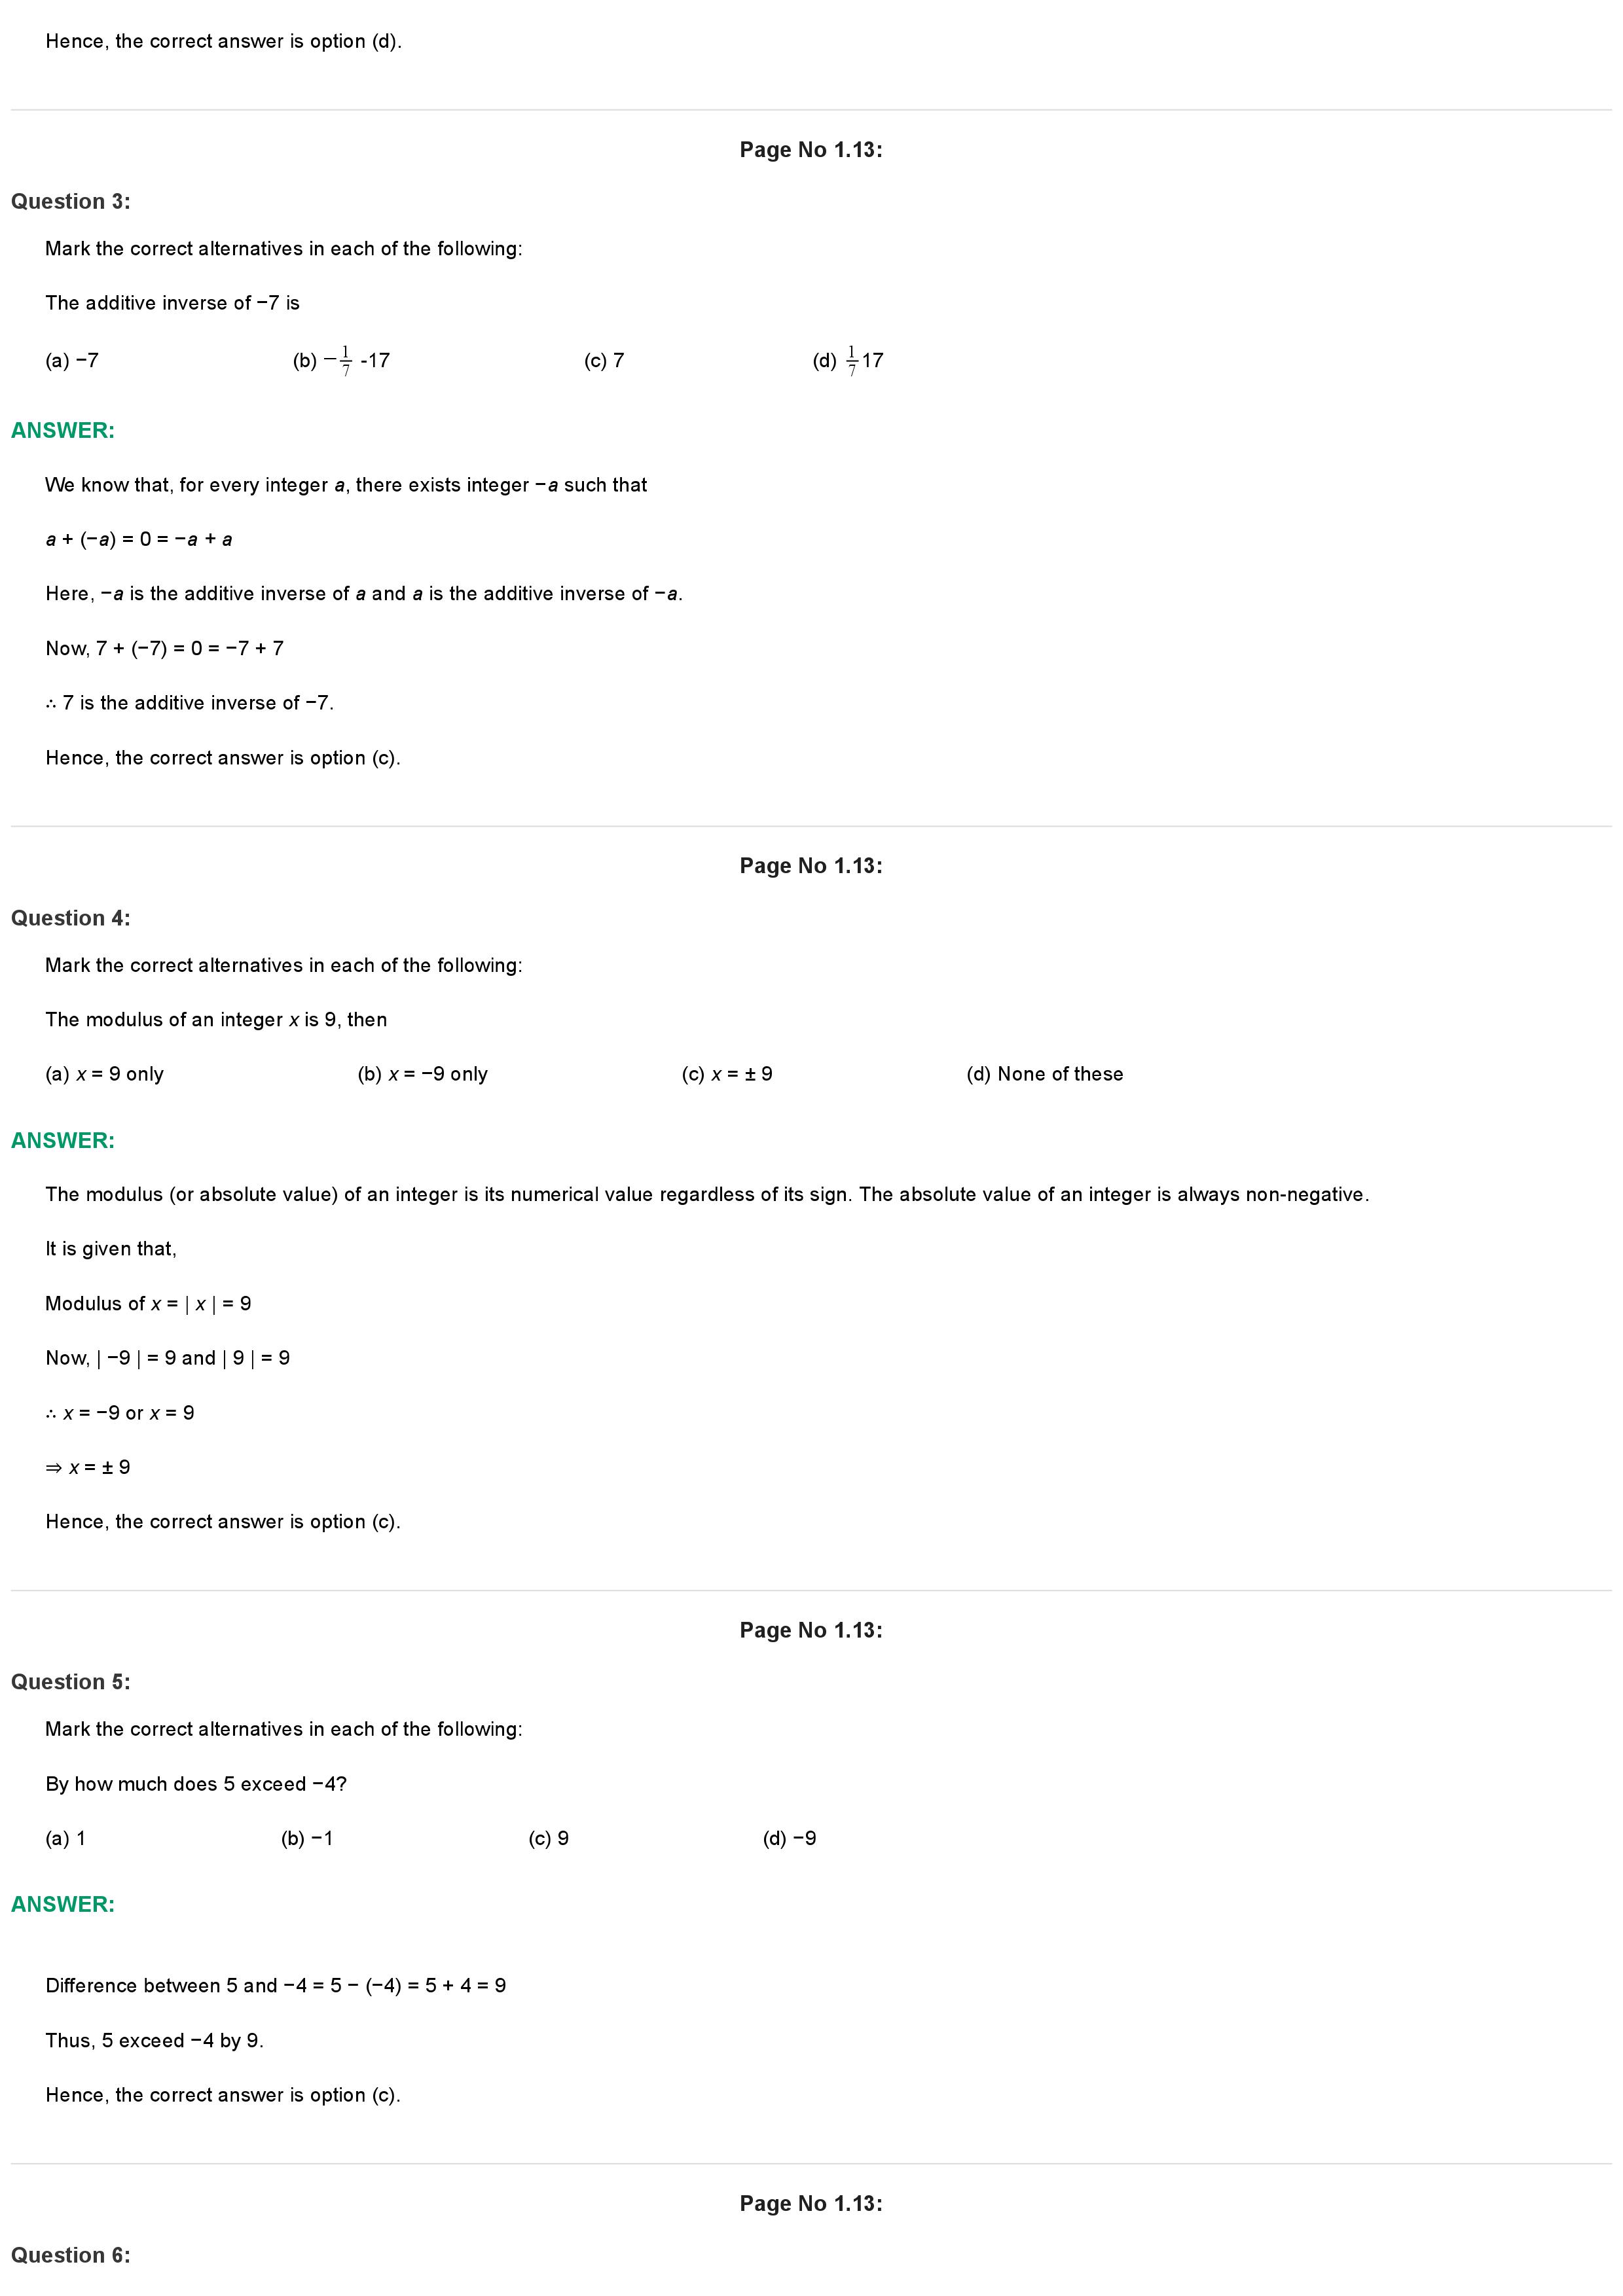 Hence, the correct answer is option (d).
Page No 1.13:
Question 3:
Mark the correct alternatives in each of the following:
The additive inverse of −7 is
(a) −7 (b) −1/7 -17 (c) 7 (d) 1/7 17
ANSWER:
We know that, for every integer a, there exists integer −a such that
a + (−a) = 0 = −a + a
Here, −a is the additive inverse of a and a is the additive inverse of −a.
Now, 7 + (−7) = 0 = −7 + 7
∴ 7 is the additive inverse of −7.
Hence, the correct answer is option (c).
Page No 1.13:
Question 4:
Mark the correct alternatives in each of the following:
The modulus of an integer x is 9, then
(a) x = 9 only (b) x = −9 only (c) x = ± 9 (d) None of these
ANSWER:
The modulus (or absolute value) of an integer is its numerical value regardless of its sign. The absolute value of an integer is always non-negative.
It is given that,
Modulus of x = | x | = 9
Now, | −9 | = 9 and | 9 | = 9
∴ x = −9 or x = 9
⇒ x = ± 9
Hence, the correct answer is option (c).
Page No 1.13:
Question 5:
Mark the correct alternatives in each of the following:
By how much does 5 exceed −4?
(a) 1 (b) −1 (c) 9 (d) −9
ANSWER:
Difference between 5 and −4 = 5 − (−4) = 5 + 4 = 9
Thus, 5 exceed −4 by 9.
Hence, the correct answer is option (c).
Page No 1.13:
Question 6: